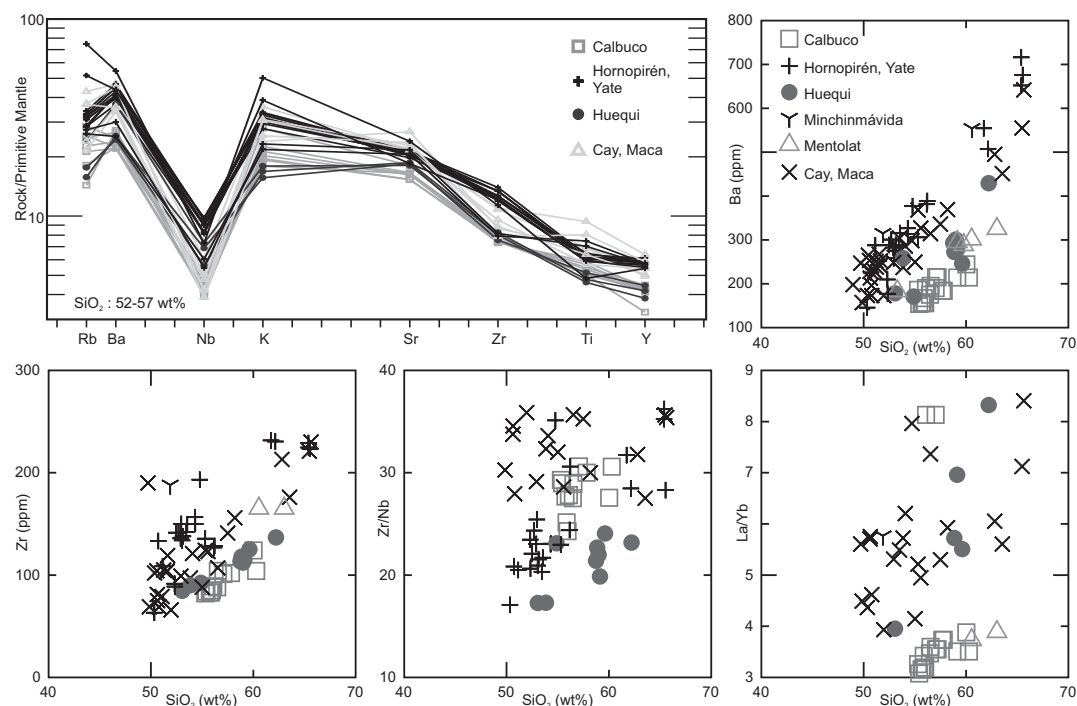 100
10
Rock/Primitive Mantle
Calbuco
Hornopirén,
Yate
Huequi
Cay, Maca
SiO₂ : 52-57 wt%
Rb Ba Nb K Sr Zr Ti Y
800
700
600
300
200
100
Ba (ppm)
Calbuco
Hornopirén, Yate
Huequi
Minchinmávida
Mentolat
Cay, Maca
40 50 60 70
SiO₂ (wt%)
300
200
100
0
Zr (ppm)
40 50 60 70
SiO₂ (wt%)
40
30
20
10
Zr/Nb
40 50 60 70
SiO₂ (wt%)
9
8
7
6
5
4
3
La/Yb
40 50 60 70
SiO₂ (wt%)